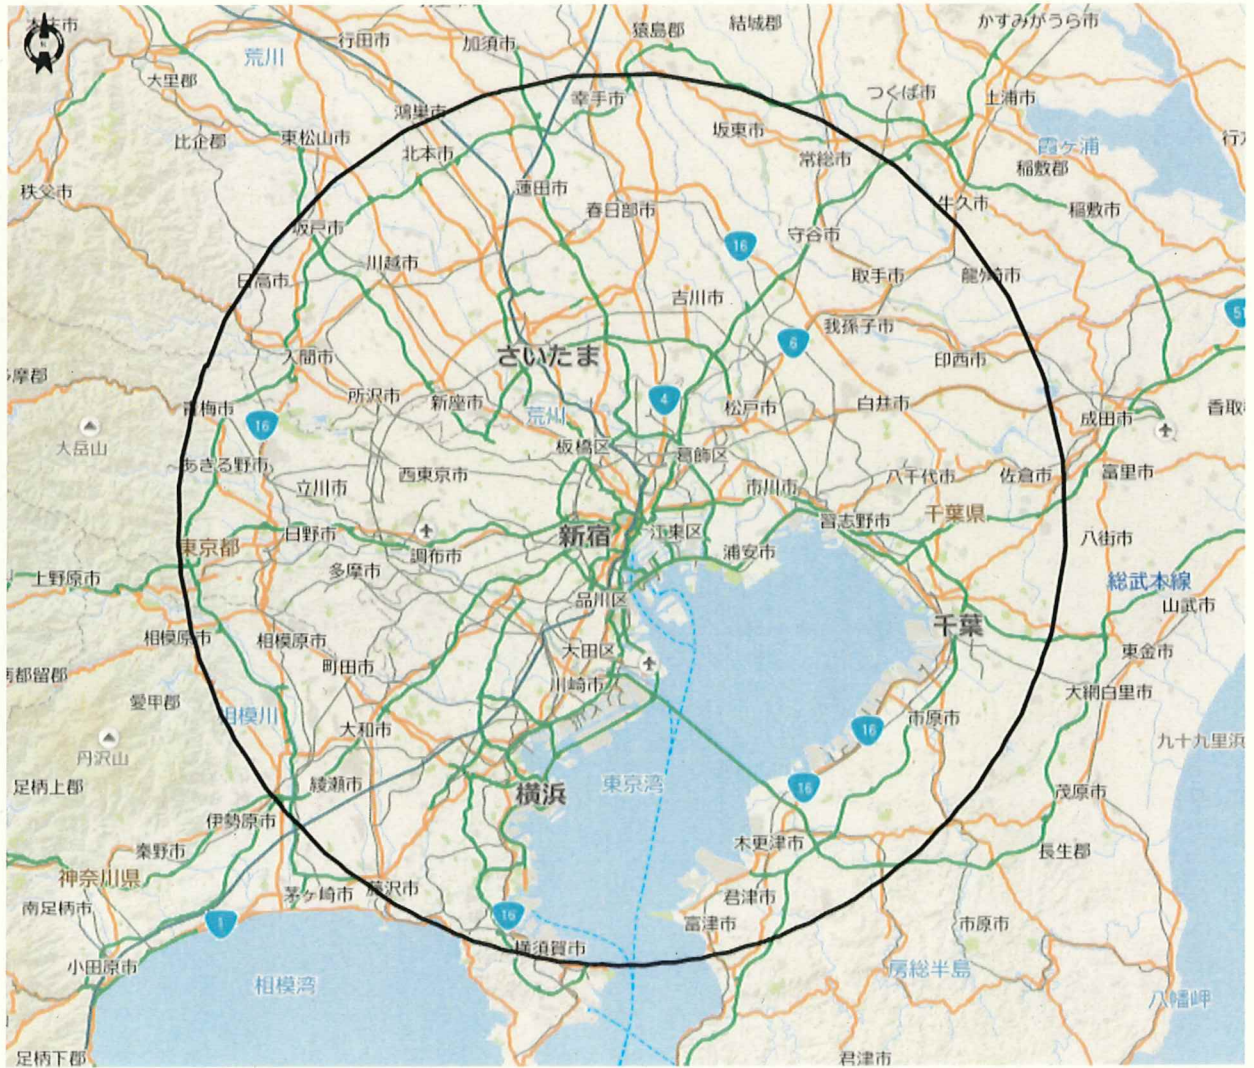 かすみがうら市
猿島郡
結城郡
行田市
加須市
荒川
大里郡
つくば市
土浦市
幸手市
鴻巣市
坂東市
比企郡
東松山市
霞ヶ浦
北本市
常総市
稲敷郡
秩父市
蓮田市
牛久市
稲敷市
春日部市
坂戸市
守谷市
16
川越市
日高市
取手市
龍ヶ崎市
吉川市
51
我孫子市
6
さいたま
入間市
印西市
多摩郡
所沢市
新座市
4
青梅市
松戸市
白井市
香取
荒川
成田市
16
大岳山
板橋区
葛飾区
あきる野市
西東京市
八千代市
佐倉市
富里市
立川市
市川市
千葉県
習志野市
日野市
新宿
江東区
八街市
東京都
調布市
浦安市
多摩市
上野原市
総武本線
品川区
山武市
千葉
相模原市
相模原市
大田区
東金市
町田市
南都留郡
川崎市
大網白里市
愛甲郡
相模川
大和市
市原市
16
九十九里浜
丹沢山
足柄上郡
綾瀬市
横浜
東京湾
16
茂原市
伊勢原市
木更津市
秦野市
長生郡
神奈川県
茅ヶ崎市
藤沢市
君津市
南足柄市
1
16
富津市
市原市
横須賀市
小田原市
房総半島
相模湾
八幡岬
足柄下郡
君津市